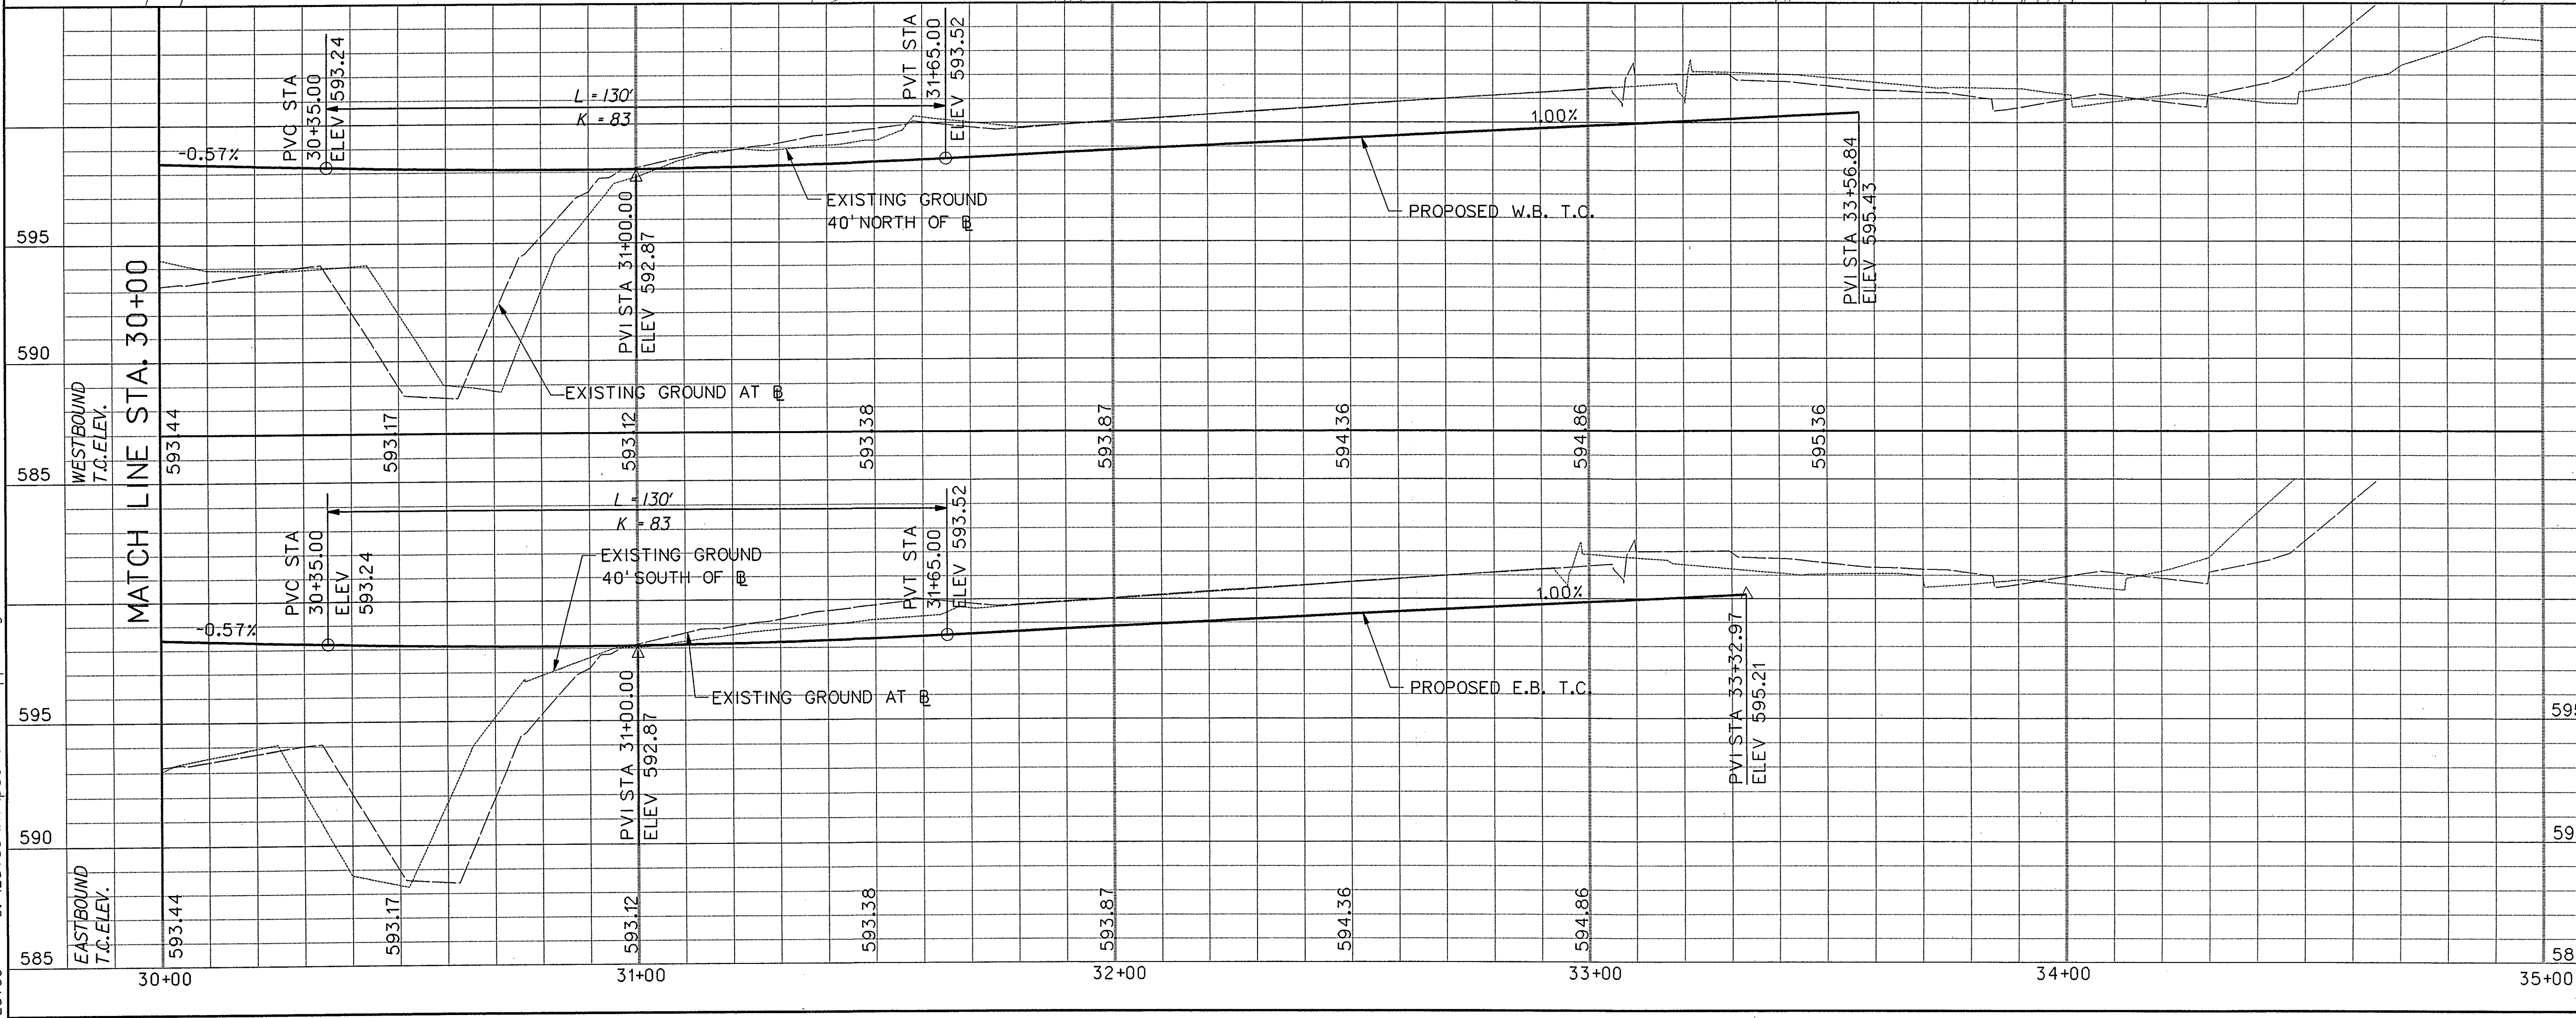 PVC STA
30+35.00
ELEV 593.24
L = 130'
K = 83
PVT STA
31+65.00
ELEV 593.52
-0.57%
1.00%
EXISTING GROUND
40' NORTH OF BL
PROPOSED W.B. T.C.
PVI STA 31+00.00
ELEV 592.87
PVI STA 33+56.84
ELEV 595.43
595
590
585
MATCH LINE STA. 30+00
EXISTING GROUND AT BL
WESTBOUND
T.C. ELEV.
593.44
593.17
593.12
593.38
593.87
594.36
594.86
595.36
L = 130'
K = 83
PVC STA
30+35.00
ELEV
593.24
PVT STA
31+65.00
ELEV 593.52
EXISTING GROUND
40' SOUTH OF BL
-0.57%
1.00%
EXISTING GROUND AT BL
PROPOSED E.B. T.C.
PVI STA 31+00.00
ELEV 592.87
PVI STA 33+32.97
ELEV 595.21
595
590
585
595
59
58
EASTBOUND
T.C. ELEV.
593.44
593.17
593.12
593.38
593.87
594.36
594.86
30+00
31+00
32+00
33+00
34+00
35+00